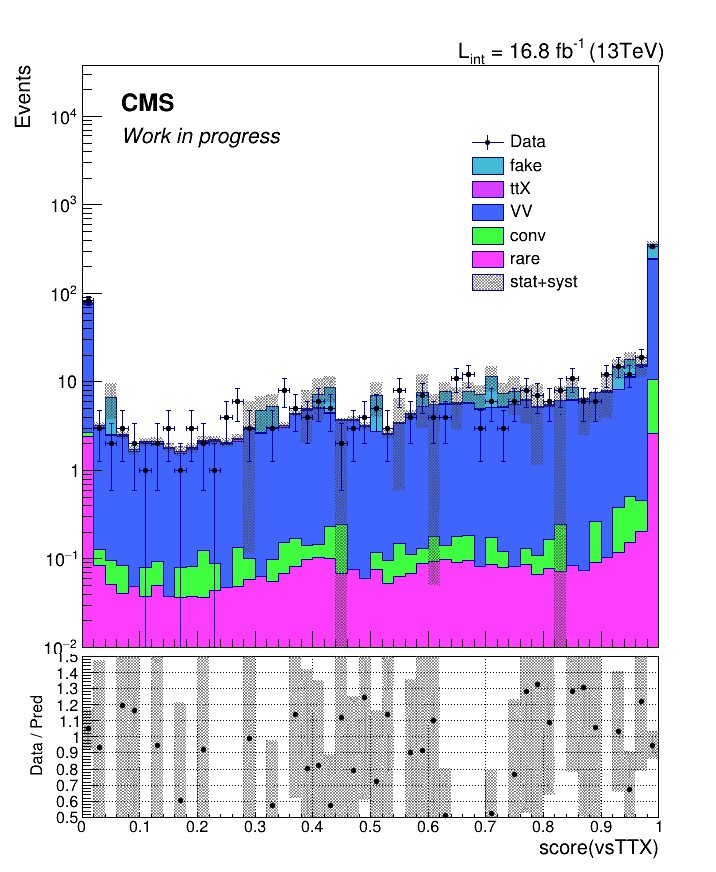 L_int = 16.8 fb^-1 (13TeV)
Events
CMS
Work in progress
Data
fake
ttX
VV
conv
rare
stat+syst
10^4
10^3
10^2
10
1
10^-1
10^-2
Data / Pred
1.5
1.4
1.3
1.2
1.1
1
0.9
0.8
0.7
0.6
0.5
0 0.1 0.2 0.3 0.4 0.5 0.6 0.7 0.8 0.9 1
score(vsTTX)